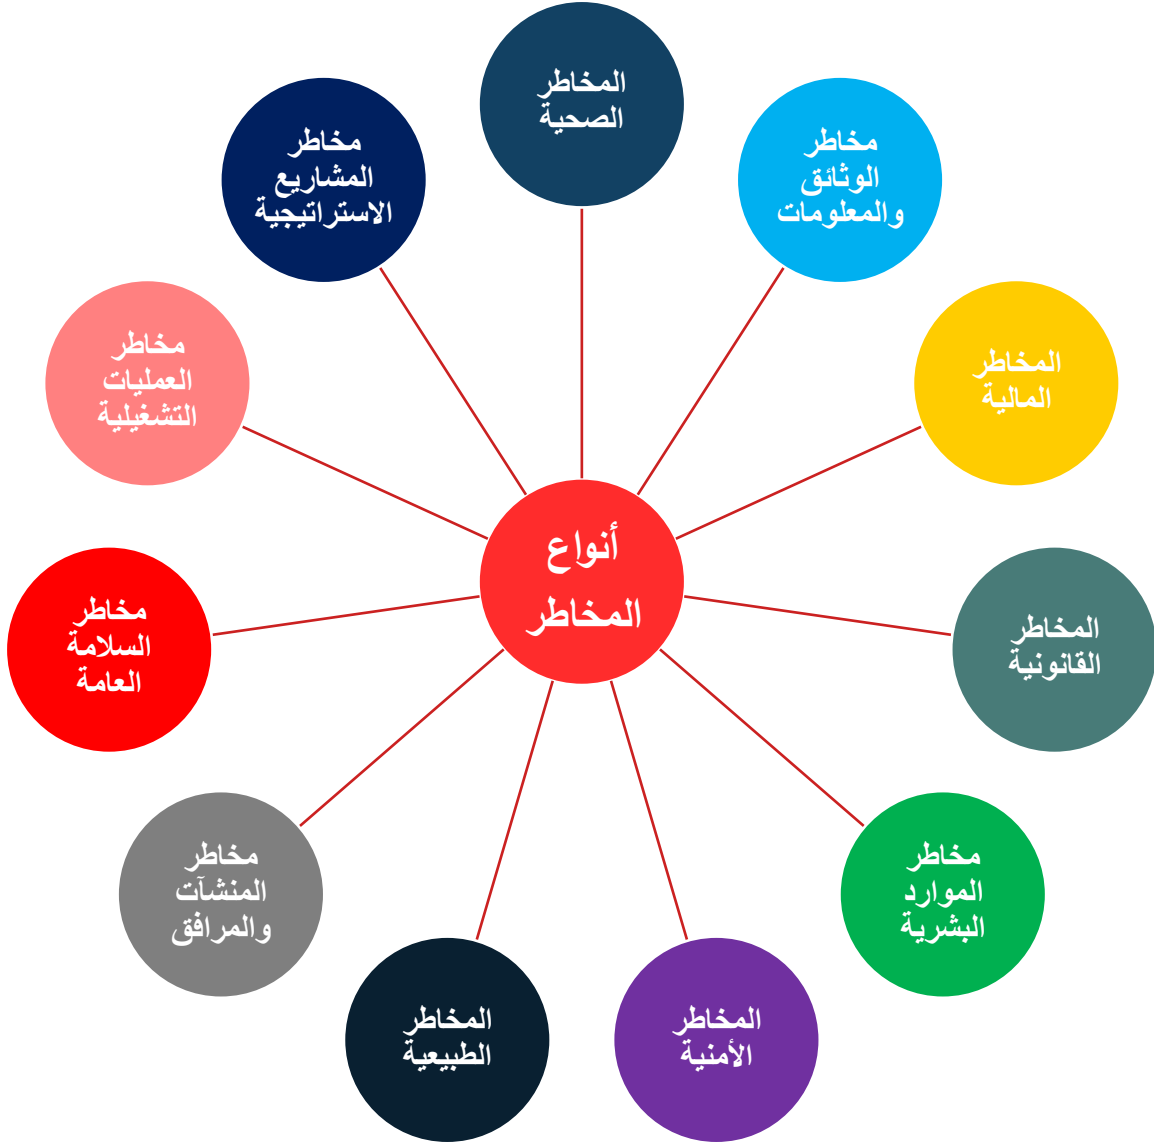 المخاطر
الصحية
مخاطر
الوثائق
والمعلومات
المخاطر
المالية
المخاطر
القانونية
مخاطر
الموارد
البشرية
المخاطر
الأمنية
المخاطر
الطبيعية
مخاطر
المنشآت
والمرافق
مخاطر
السلامة
العامة
مخاطر
العمليات
التشغيلية
مخاطر
المشاريع
الاستراتيجية
أنواع
المخاطر